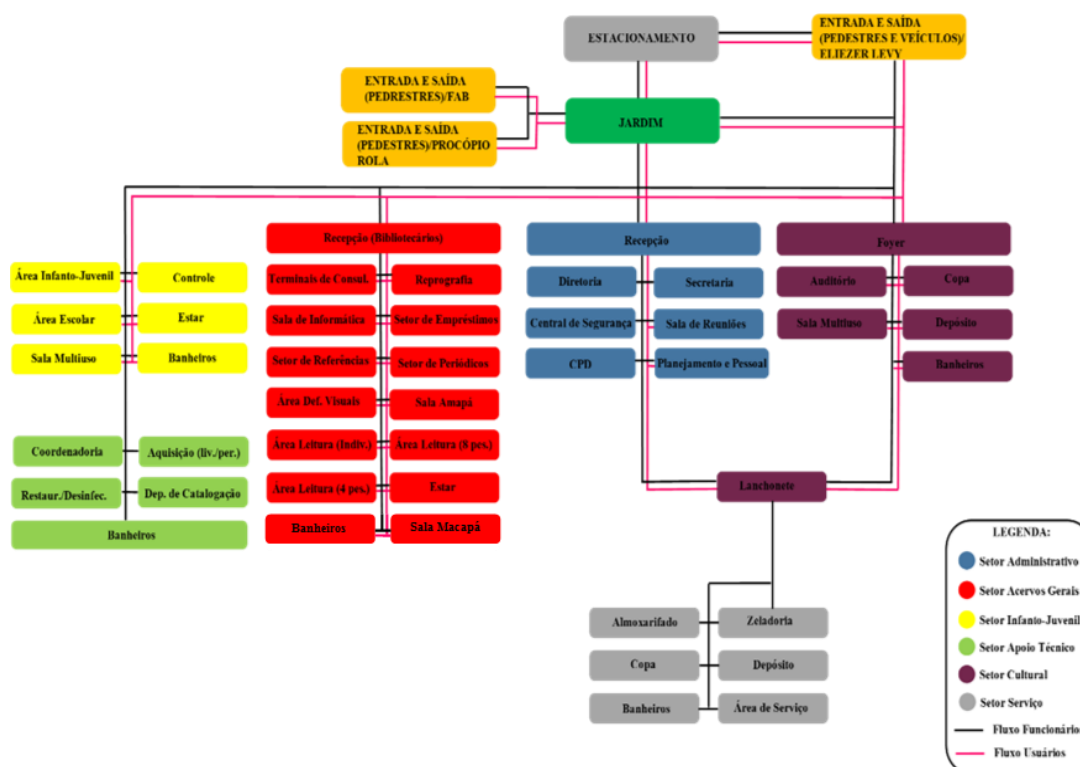 ESTACIONAMENTO
ENTRADA E SAÍDA
(PEDESTRES E VEÍCULOS)/
ELIEZER LEVY
ENTRADA E SAÍDA
(PEDRESTRES)/FAB
JARDIM
ENTRADA E SAÍDA
(PEDESTRES)/PROCÓPIO
ROLA
Área Infanto-Juvenil
Controle
Área Escolar
Estar
Sala Multiuso
Banheiros
Coordenadoria
Aquisição (liv./per.)
Restaur./Desinfec.
Dep. de Catalogação
Banheiros
Recepção (Bibliotecários)
Terminais de Consul.
Reprografia
Sala de Informática
Setor de Empréstimos
Setor de Referências
Setor de Periódicos
Área Def. Visuais
Sala Amapá
Área Leitura (Indiv.)
Área Leitura (8 pes.)
Área Leitura (4 pes.)
Estar
Banheiros
Sala Macapá
Recepção
Diretoria
Secretaria
Central de Segurança
Sala de Reuniões
CPD
Planejamento e Pessoal
Foyer
Auditório
Copa
Sala Multiuso
Depósito
Banheiros
Lanchonete
Almoxarifado
Zeladoria
Copa
Depósito
Banheiros
Área de Serviço
LEGENDA:
Setor Administrativo
Setor Acervos Gerais
Setor Infanto-Juvenil
Setor Apoio Técnico
Setor Cultural
Setor Serviço
Fluxo Funcionários
Fluxo Usuários